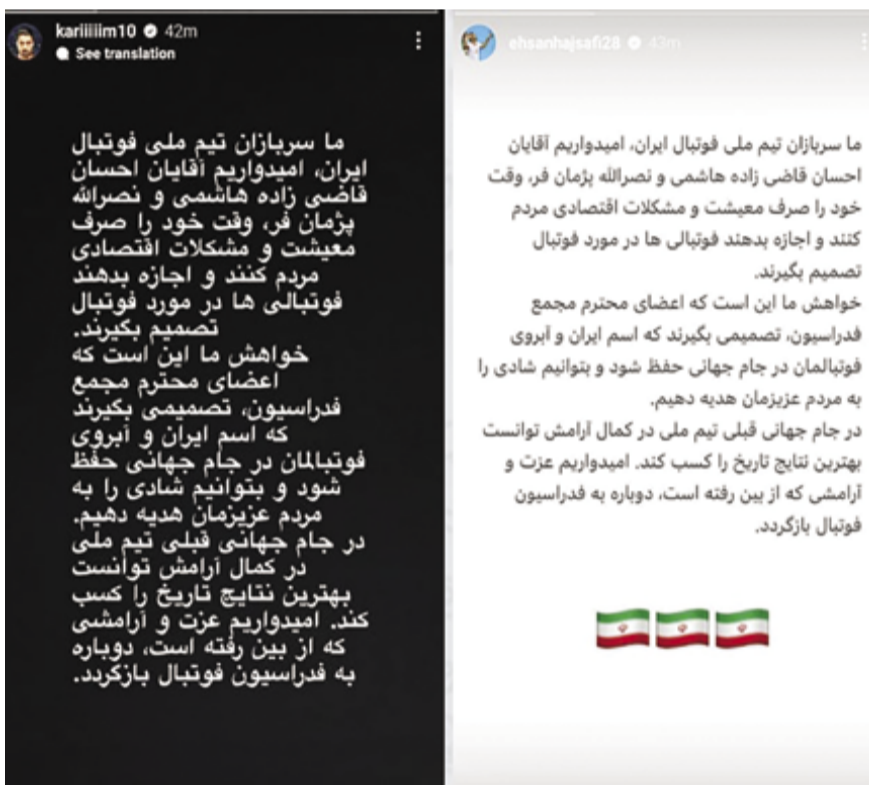 kariiiiim10 42m
See translation
ما سربازان تیم ملی فوتبال
ایران، امیدواریم آقایان احسان
قاضی زاده هاشمی و نصرالله
پژمان فر، وقت خود را صرف
معیشت و مشکلات اقتصادی
مردم کنند و اجازه بدهند
فوتبالی ها در مورد فوتبال
تصمیم بگیرند.
خواهش ما این است که
اعضای محترم مجمع
فدراسیون، تصمیمی بگیرند
که اسم ایران و آبروی
فوتبالمان در جام جهانی حفظ
شود و بتوانیم شادی را به
مردم عزیزمان هدیه دهیم.
در جام جهانی قبلی تیم ملی
در کمال آرامش توانست
بهترین نتایج تاریخ را کسب
کند. امیدواریم عزت و آرامشی
که از بین رفته است، دوباره
به فدراسیون فوتبال بازگردد.
ehsanhajsafi28 43m
ما سربازان تیم ملی فوتبال ایران، امیدواریم آقایان
احسان قاضی زاده هاشمی و نصرالله پژمان فر، وقت
خود را صرف معیشت و مشکلات اقتصادی مردم
کنند و اجازه بدهند فوتبالی ها در مورد فوتبال
تصمیم بگیرند.
خواهش ما این است که اعضای محترم مجمع
فدراسیون، تصمیمی بگیرند که اسم ایران و آبروی
فوتبالمان در جام جهانی حفظ شود و بتوانیم شادی را
به مردم عزیزمان هدیه دهیم.
در جام جهانی قبلی تیم ملی در کمال آرامش توانست
بهترین نتایج تاریخ را کسب کند. امیدواریم عزت و
آرامشی که از بین رفته است، دوباره به فدراسیون
فوتبال بازگردد.